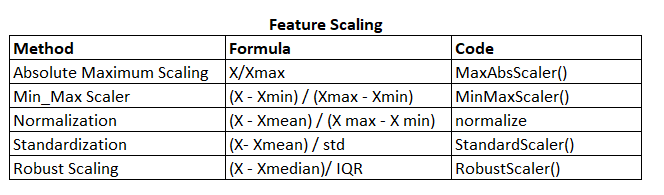 Feature Scaling
Method Formula Code
Absolute Maximum Scaling X/Xmax MaxAbsScaler()
Min_Max Scaler (X - Xmin) / (Xmax - Xmin) MinMaxScaler()
Normalization (X - Xmean) / (X max - X min) normalize
Standardization (X- Xmean) / std StandardScaler()
Robust Scaling (X - Xmedian)/ IQR RobustScaler()